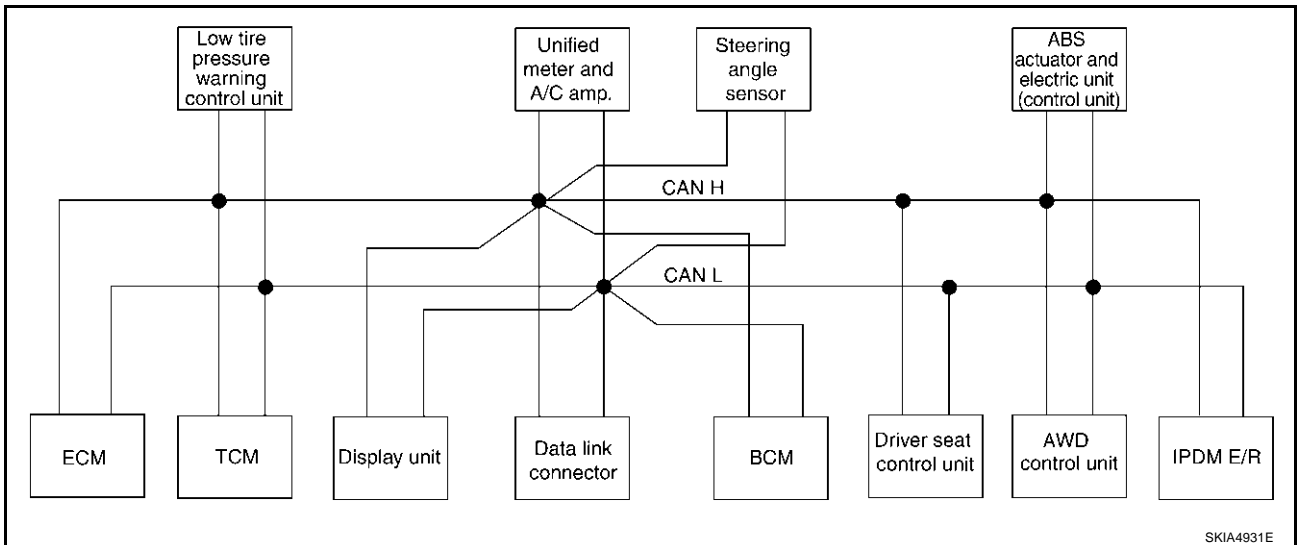 Low tire
pressure
warning
control unit
Unified
meter and
A/C amp.
Steering
angle
sensor
ABS
actuator and
electric unit
(control unit)
CAN H
CAN L
ECM
TCM
Display unit
Data link
connector
BCM
Driver seat
control unit
AWD
control unit
IPDM E/R
SKIA4931E